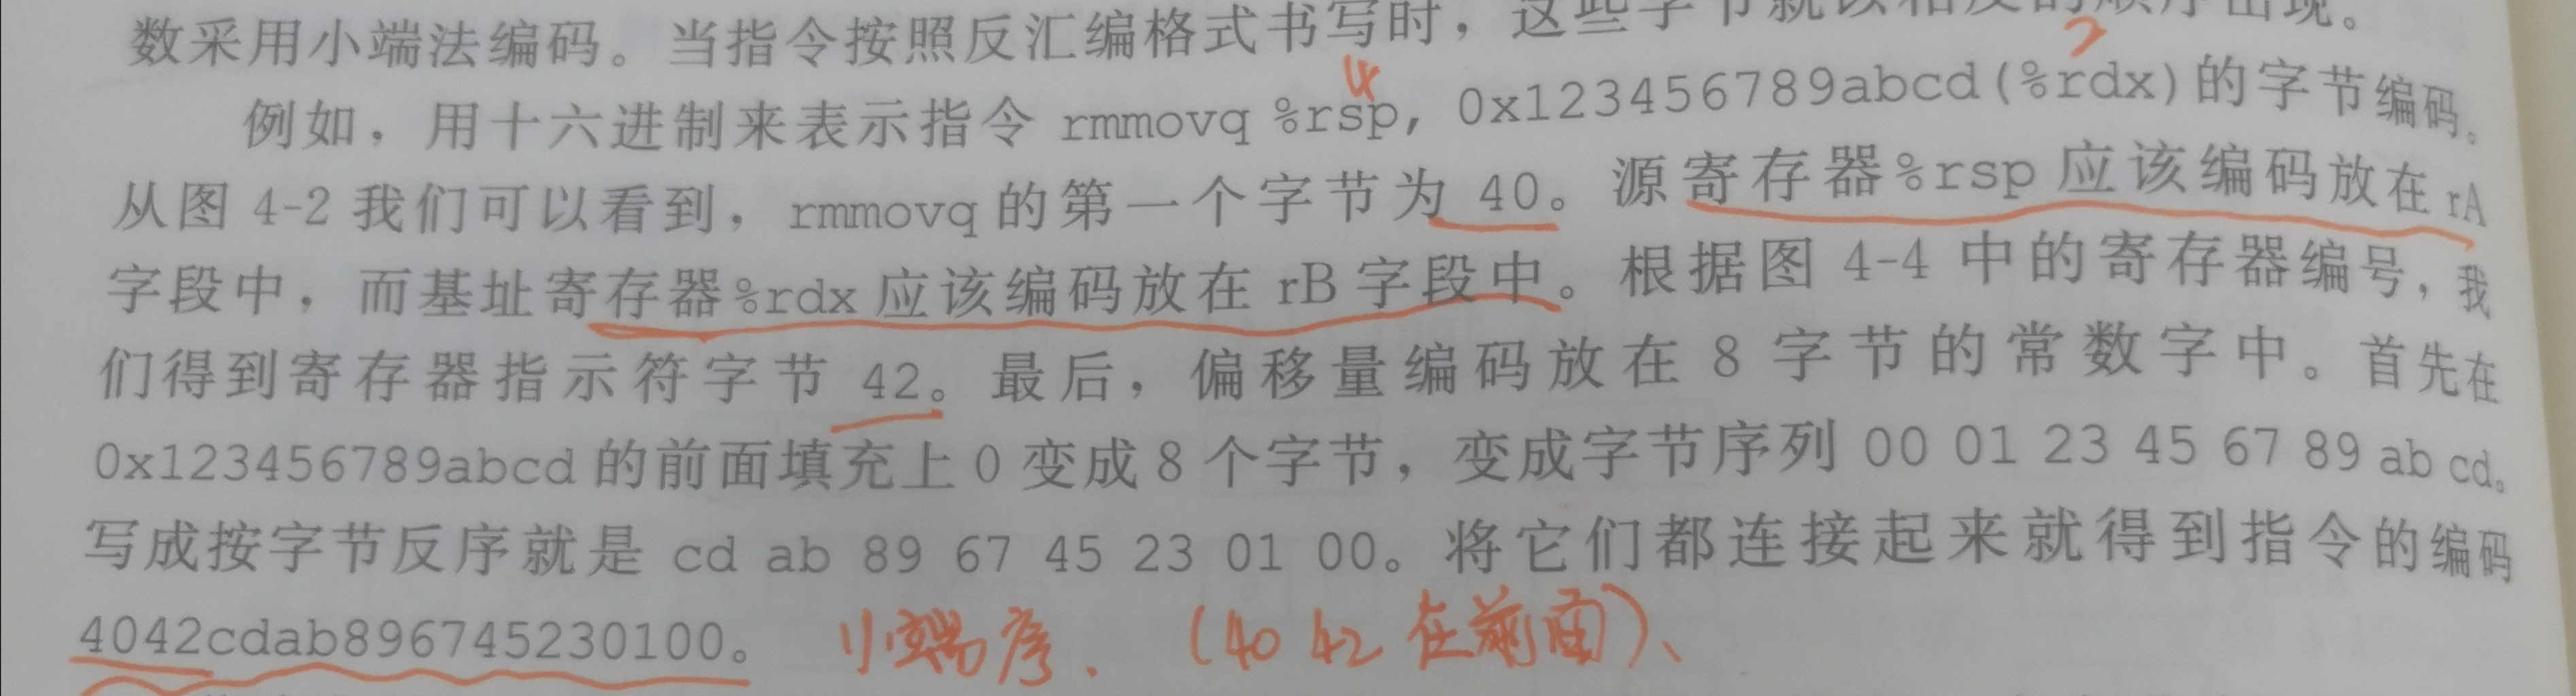 数采用小端法编码。当指令按照反汇编格式书写时，这些字节就以相反的顺序出现。
4 2
例如，用十六进制来表示指令 rmmovq %rsp, 0x123456789abcd(%rdx)的字节编码。
从图 4-2 我们可以看到，rmmovq 的第一个字节为 40。源寄存器%rsp 应该编码放在 rA
字段中，而基址寄存器%rdx 应该编码放在 rB 字段中。根据图 4-4 中的寄存器编号，我
们得到寄存器指示符字节 42。最后，偏移量编码放在 8 字节的常数字中。首先在
0x123456789abcd 的前面填充上 0 变成 8 个字节，变成字节序列 00 01 23 45 67 89 ab cd。
写成按字节反序就是 cd ab 89 67 45 23 01 00。将它们都连接起来就得到指令的编码
4042cdab896745230100。 小端序. (40 42 在前面)、